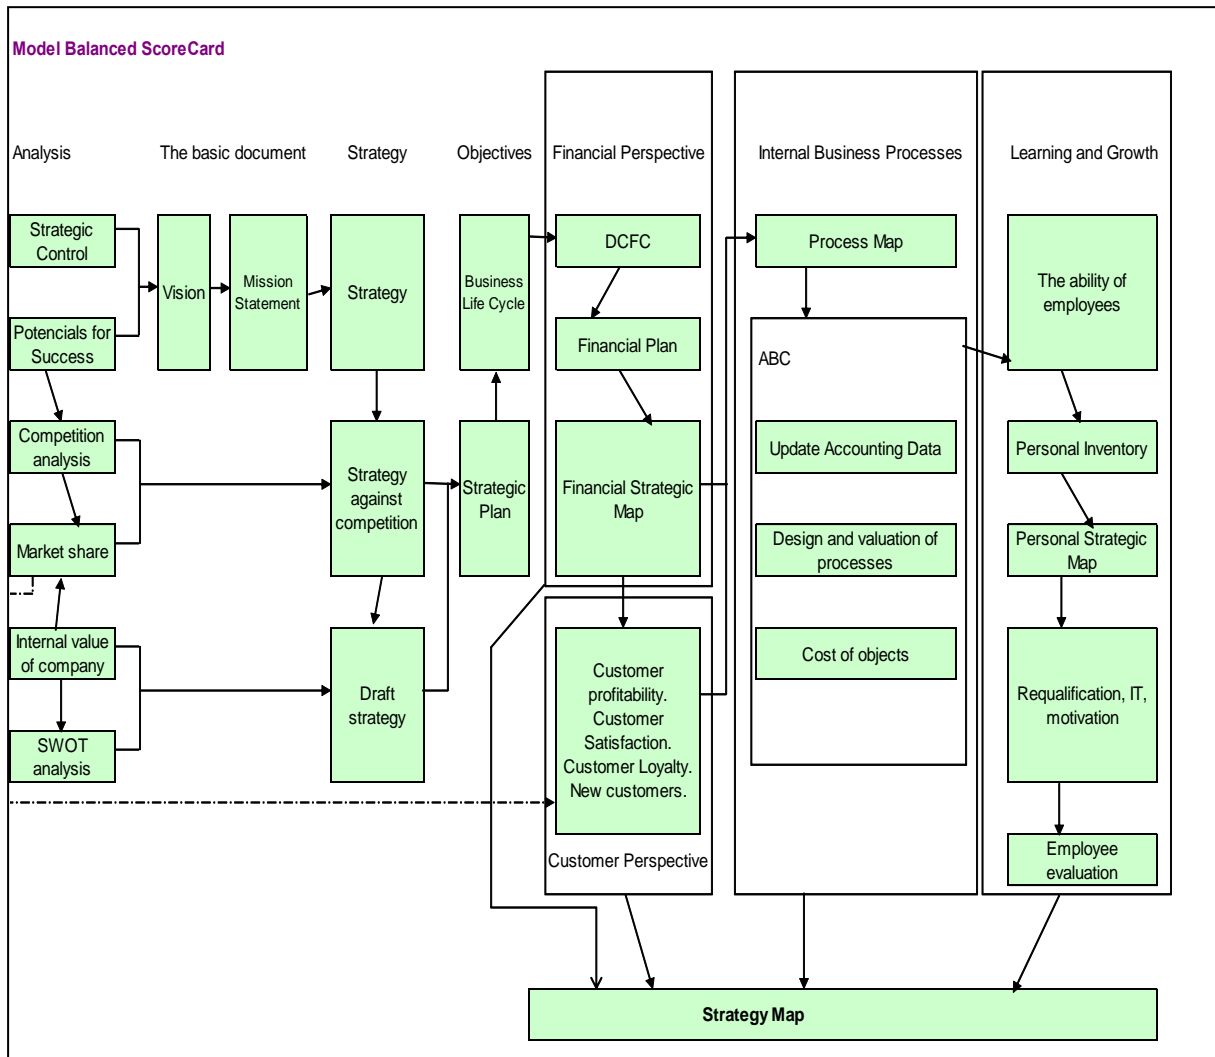 Model Balanced ScoreCard
Analysis
The basic document
Strategy
Objectives
Financial Perspective
Internal Business Processes
Learning and Growth
Strategic
Control
Potencials for
Success
Competition
analysis
Market share
Internal value
of company
SWOT
analysis
Vision
Mission
Statement
Strategy
Strategy
against
competition
Draft
strategy
Business
Life Cycle
Strategic
Plan
DCFC
Financial Plan
Financial Strategic
Map
Customer
profitability.
Customer
Satisfaction.
Customer Loyalty.
New customers.
Customer Perspective
Process Map
ABC
Update Accounting Data
Design and valuation of
processes
Cost of objects
The ability of
employees
Personal Inventory
Personal Strategic
Map
Requalification, IT,
motivation
Employee
evaluation
Strategy Map